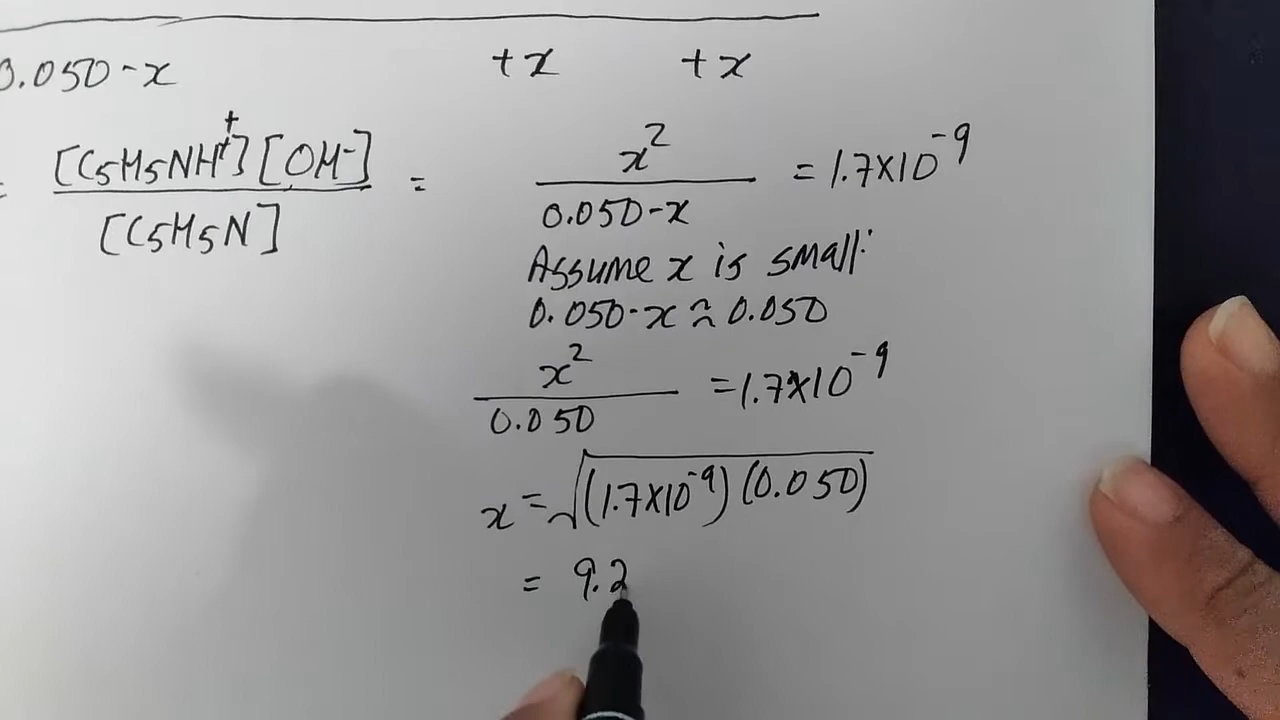 0.050-x +x +x
= [C5H5NH+][OH-] / [C5H5N] = x² / 0.050-x = 1.7×10⁻⁹
Assume x is small:
0.050-x ≈ 0.050
x² / 0.050 = 1.7×10⁻⁹
x = √(1.7×10⁻⁹)(0.050)
= 9.2